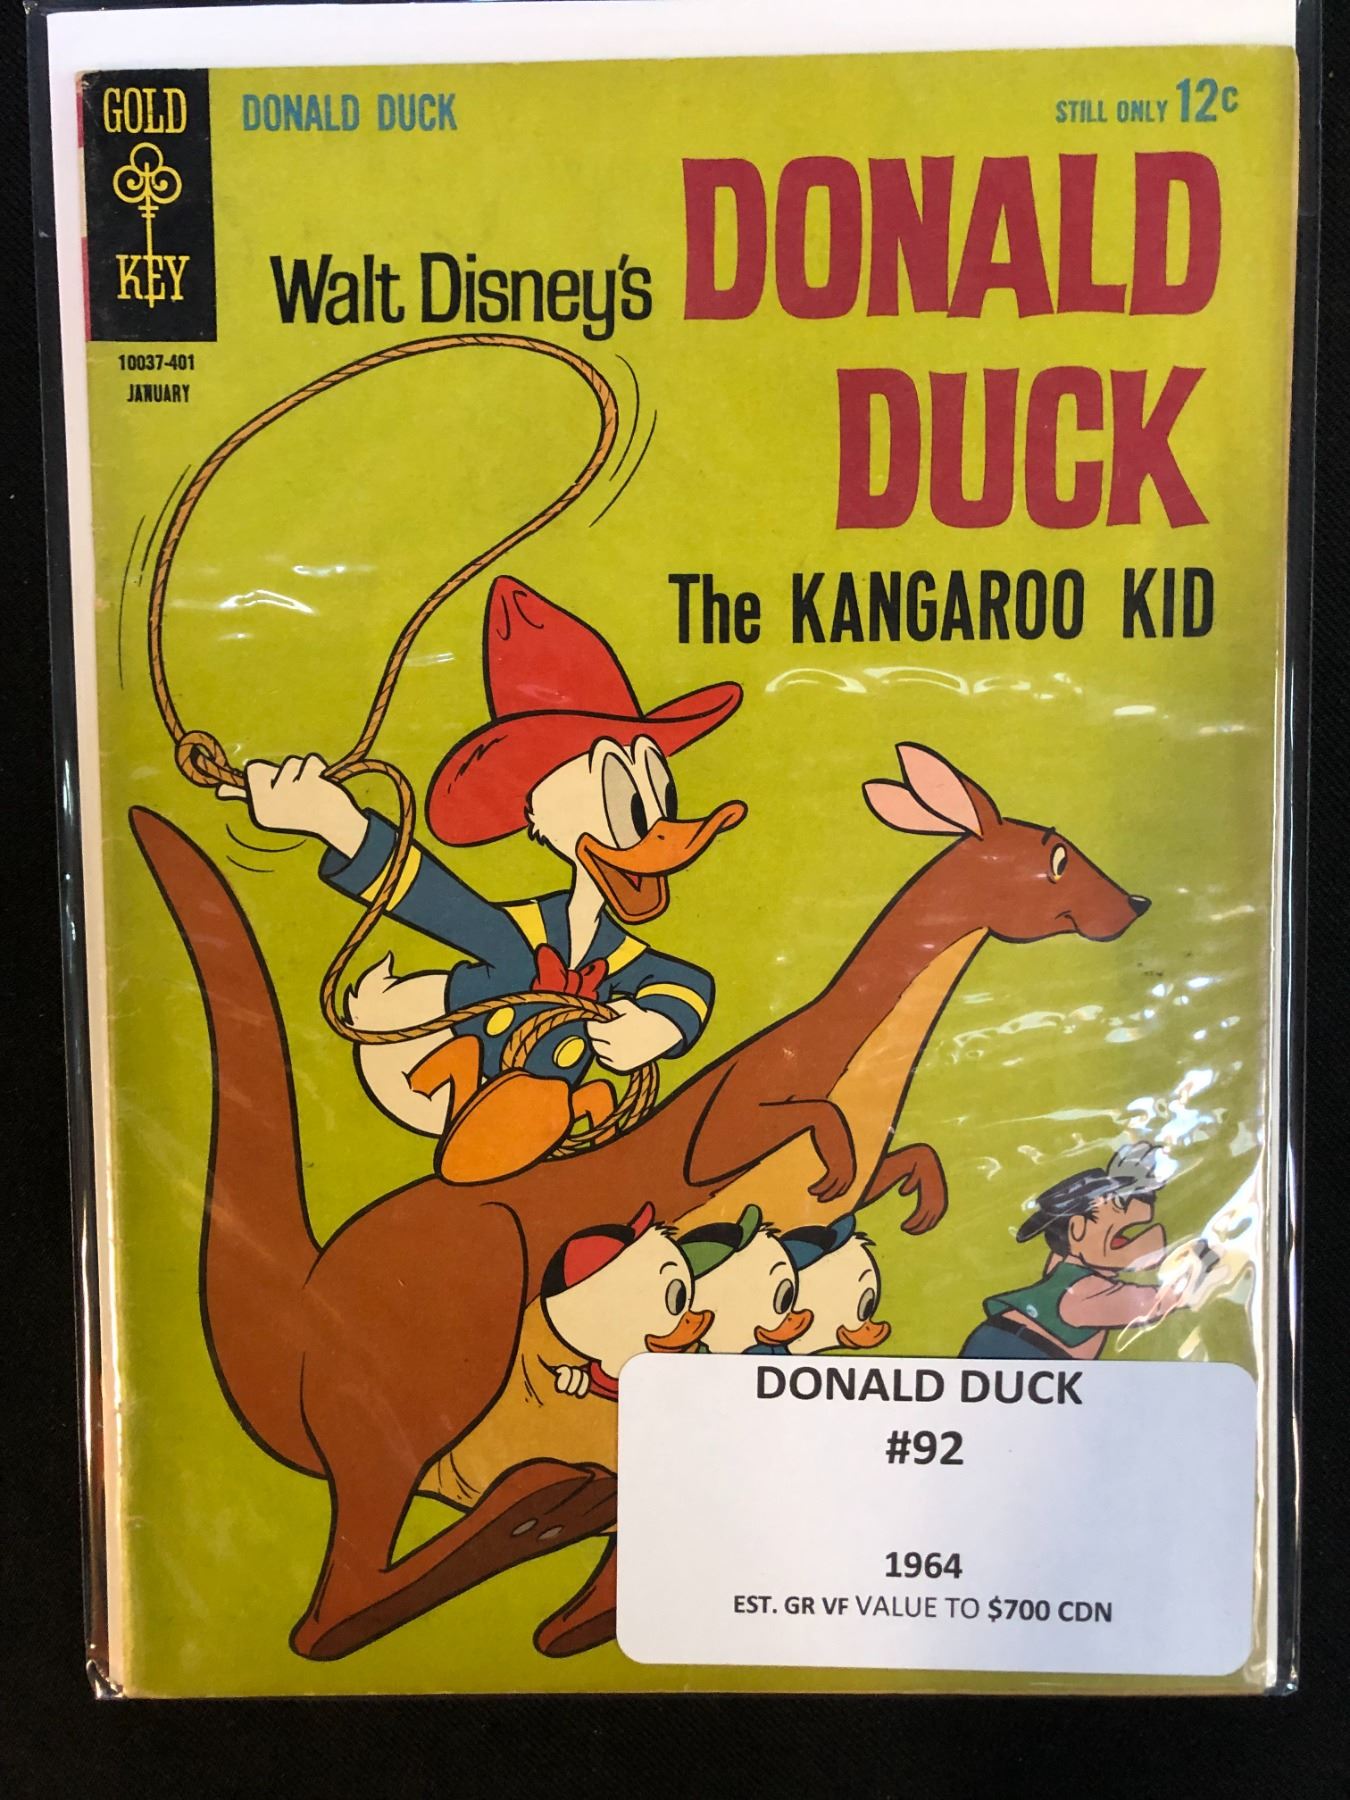 GOLD
KEY
DONALD DUCK
STILL ONLY 12c
10037-401
JANUARY
Walt Disney's
DONALD
DUCK
The KANGAROO KID
DONALD DUCK
#92
1964
EST. GR VF VALUE TO $700 CDN